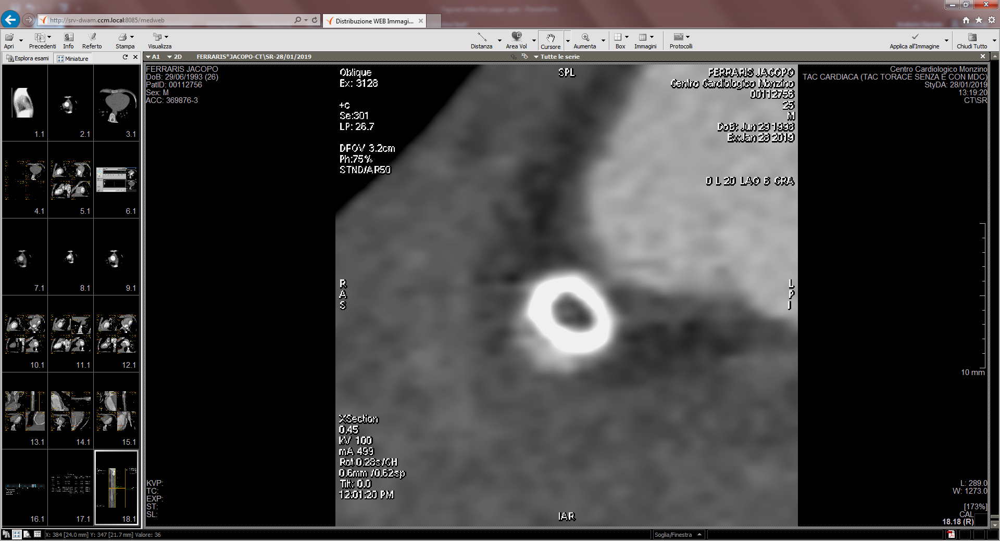 http://srv-dwam.ccm.local:8085/medweb
Distribuzione WEB Immagi...
Apri
Precedenti
Info
Referto
Stampa
Visualizza
Distanza
Area Vol
Cursore
Aumenta
Box
Immagini
Protocolli
Applica all'Immagine
Chiudi Tutto
Esplora esami
Miniature
A1
2D
FERRARIS*JACOPO-CT\SR-28/01/2019
Tutte le serie
1.1
2.1
3.1
4.1
5.1
6.1
7.1
8.1
9.1
10.1
11.1
12.1
13.1
14.1
15.1
16.1
17.1
18.1
FERRARIS JACOPO
DoB: 29/06/1993 (26)
PatID: 00112756
Sex: M
ACC: 369876-3
Oblique
Ex: 3128
+c
Se:301
LP: 26.7
DFOV 3.2cm
Ph:75%
STND/AR50
SPL
FERRARIS JACOPO
Centro Cardiologico Monzino
00112756
25
M
DoB: Jun 29 1993
Ex:Jan 28 2019
0 L 20 LAO 6 CRA
Centro Cardiologico Monzino
TAC CARDIACA (TAC TORACE SENZA E CON MDC)
StyDA: 28/01/2019
13:19:20
CT\SR
R
A
S
L
P
I
10 mm
XSection
0.45
kV 100
mA 499
Rot 0.28s/CH
0.6mm /0.62sp
Tilt: 0.0
12:01:20 PM
IAR
KVP:
TC:
EXP:
ST:
SL:
L: 289.0
W: 1273.0
[173%]
CAL
18.18 (R)
X: 384 [24.0 mm] Y: 347 [21.7 mm] Valore: 36
Soglia/Finestra